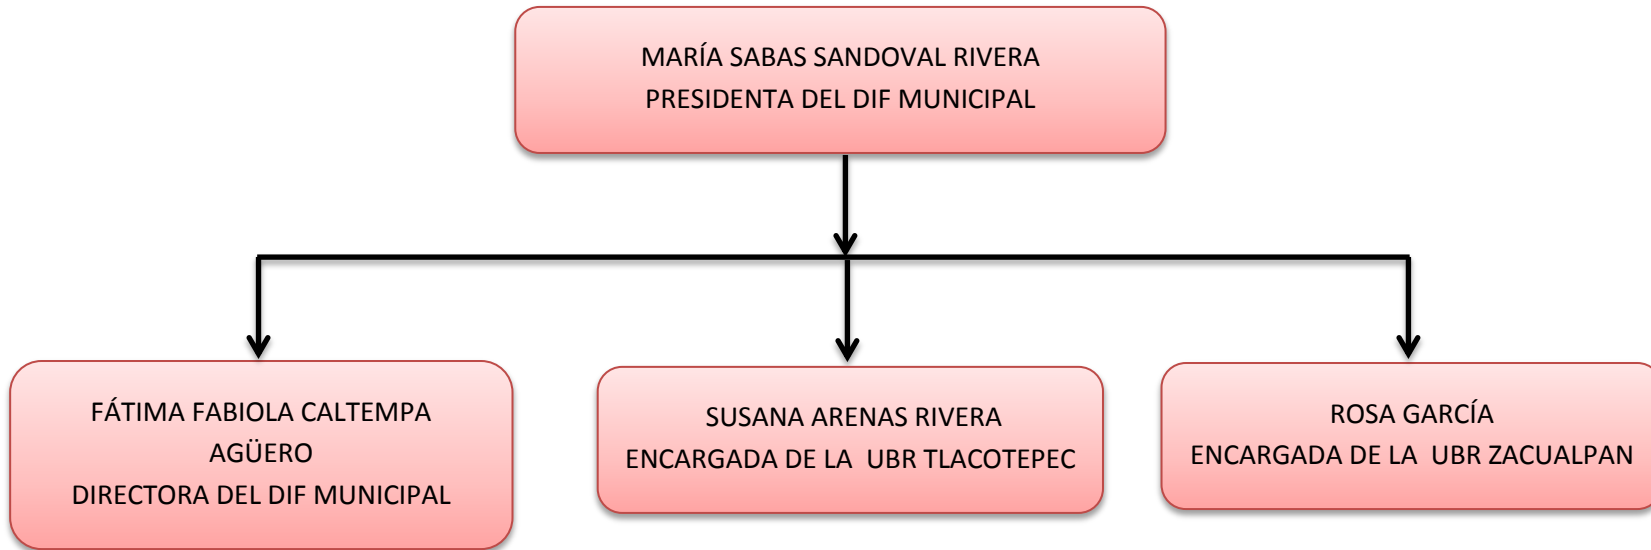 MARÍA SABAS SANDOVAL RIVERA
PRESIDENTA DEL DIF MUNICIPAL
FÁTIMA FABIOLA CALTEMPA
AGÜERO
DIRECTORA DEL DIF MUNICIPAL
SUSANA ARENAS RIVERA
ENCARGADA DE LA  UBR TLACOTEPEC
ROSA GARCÍA
ENCARGADA DE LA  UBR ZACUALPAN